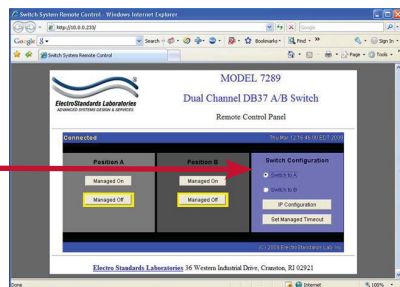 Switch System Remote Control - Windows Internet Explorer
http://10.0.0.233/
Google
Google
Search
Bookmarks
Find
Sign In
Switch System Remote Control
Page
Tools
MODEL 7289
Dual Channel DB37 A/B Switch
Remote Control Panel
ElectroStandards Laboratories
ADVANCED SYSTEMS DESIGN & SERVICES
Connected
Thu Mar 12 16:46:00 EDT 2009
Position A
Managed On
Managed Off
Position B
Managed On
Managed Off
Switch Configuration
Switch to A
Switch to B
IP Configuration
Set Managed Timeout
(C) 2009 Electro Standards Lab. Inc
Electro Standards Laboratories 36 Western Industrial Drive, Cranston, RI 02921
Done
Internet
100%